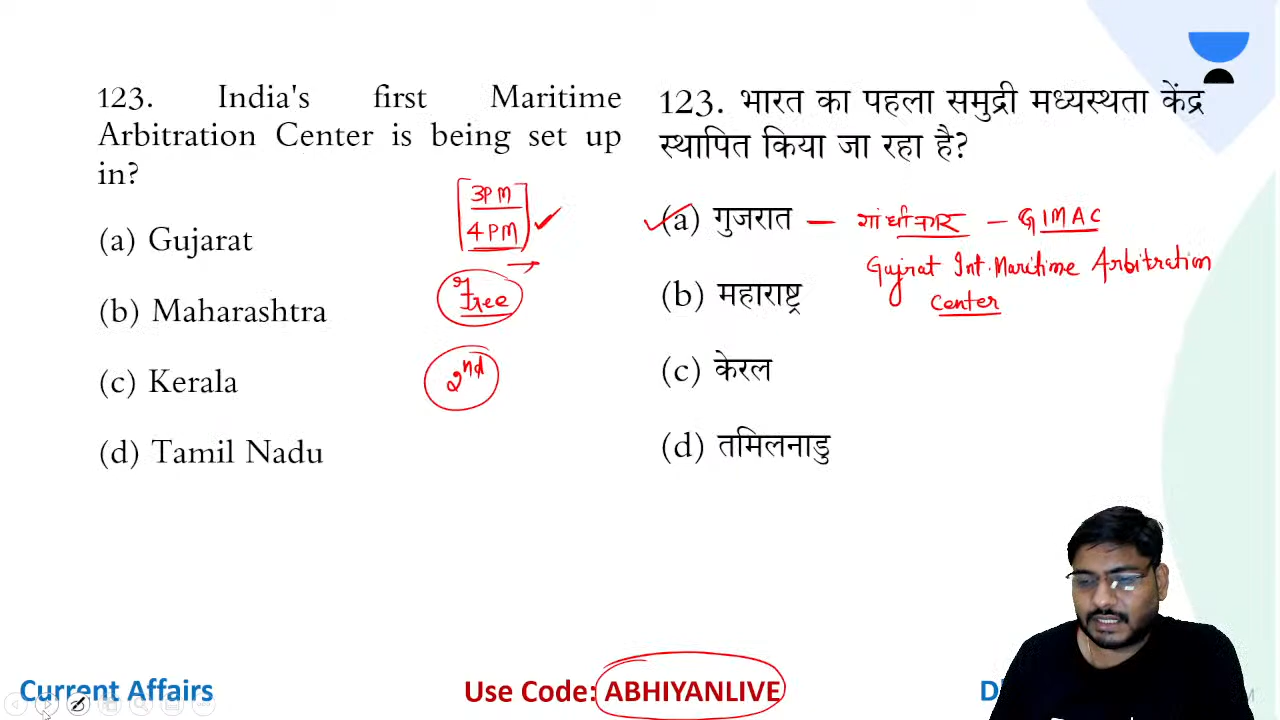 123. India's first Maritime
Arbitration Center is being set up
in?
(a) Gujarat
(b) Maharashtra
(c) Kerala
(d) Tamil Nadu
3PM
4PM
Free
2nd
123. भारत का पहला समुद्री मध्यस्थता केंद्र
स्थापित किया जा रहा है?
(a) गुजरात – – GIMAC
Gujrat Int. Maritime Arbitration
Center
(b) महाराष्ट्र
(c) केरल
(d) तमिलनाडु
Current Affairs
Use Code: ABHIYANLIVE